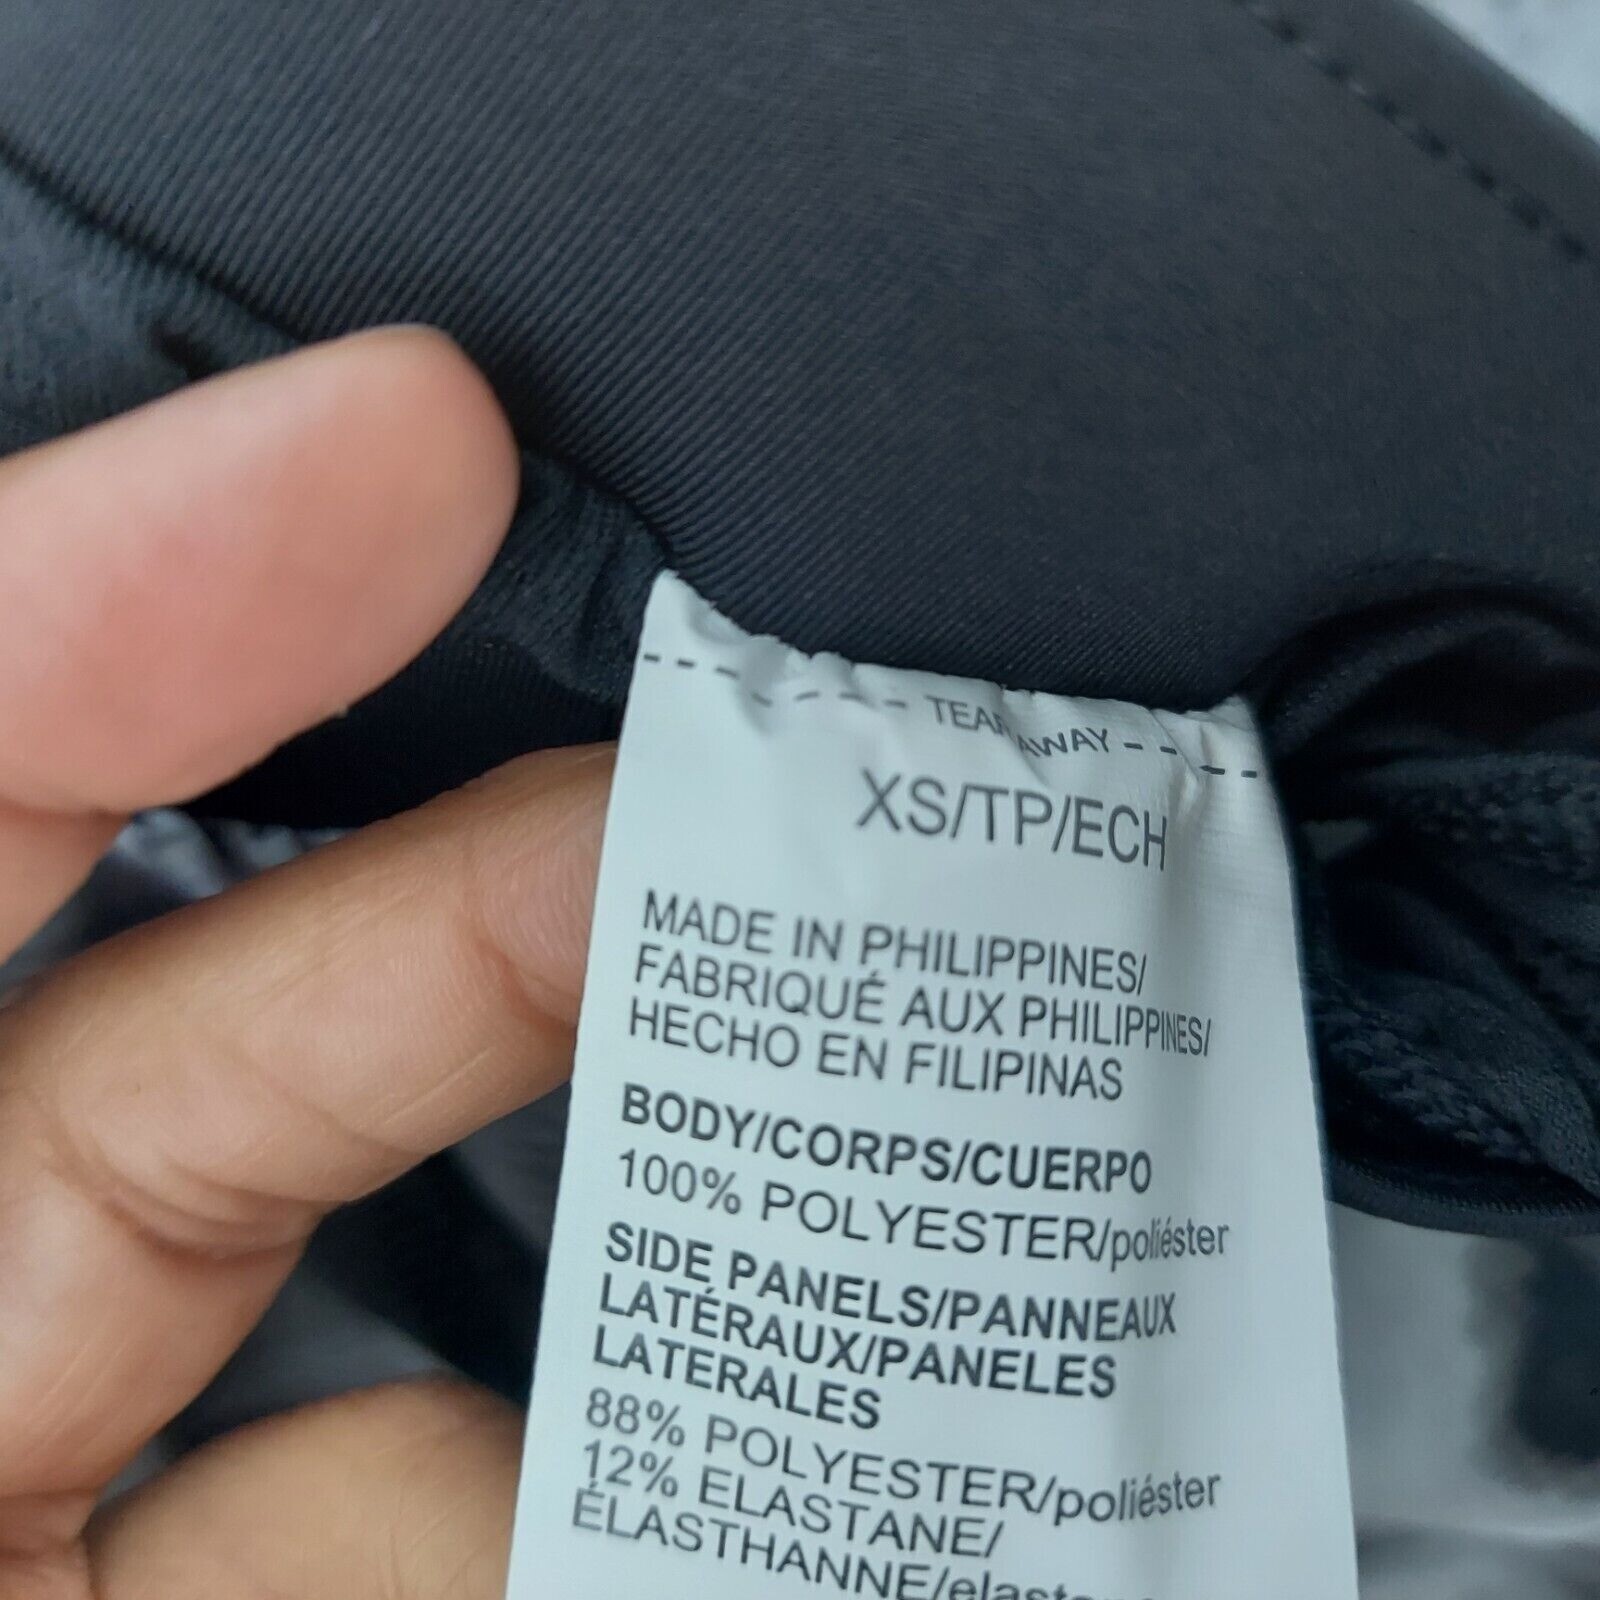 --- TEAR AWAY ---
XS/TP/ECH
MADE IN PHILIPPINES/
FABRIQUÉ AUX PHILIPPINES/
HECHO EN FILIPINAS
BODY/CORPS/CUERPO
100% POLYESTER/poliéster
SIDE PANELS/PANNEAUX
LATÉRAUX/PANELES
LATERALES
88% POLYESTER/poliéster
12% ELASTANE/
ÉLASTHANNE/